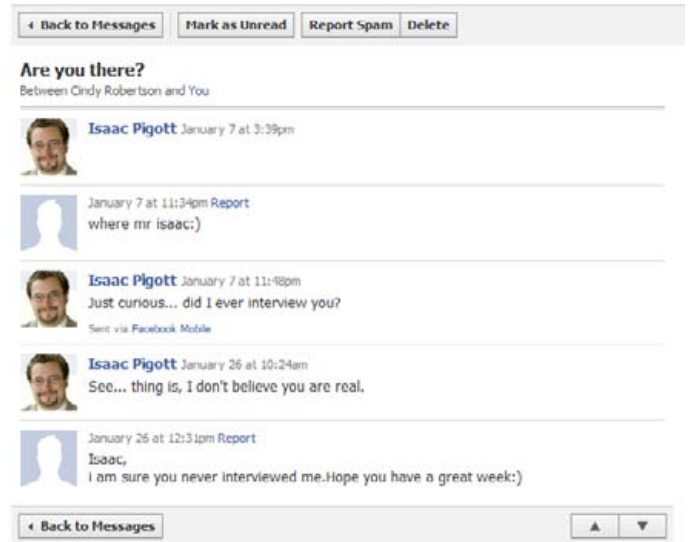 Back to Messages Mark as Unread Report Spam Delete
Are you there?
Between Cindy Robertson and You
Isaac Pigott January 7 at 3:39pm
January 7 at 11:34pm Report
where mr isaac:)
Isaac Pigott January 7 at 11:48pm
Just curious... did I ever interview you?
Sent via Facebook Mobile
Isaac Pigott January 26 at 10:24am
See... thing is, I don't believe you are real.
January 26 at 12:31pm Report
Isaac,
i am sure you never interviewed me.Hope you have a great week:)
Back to Messages